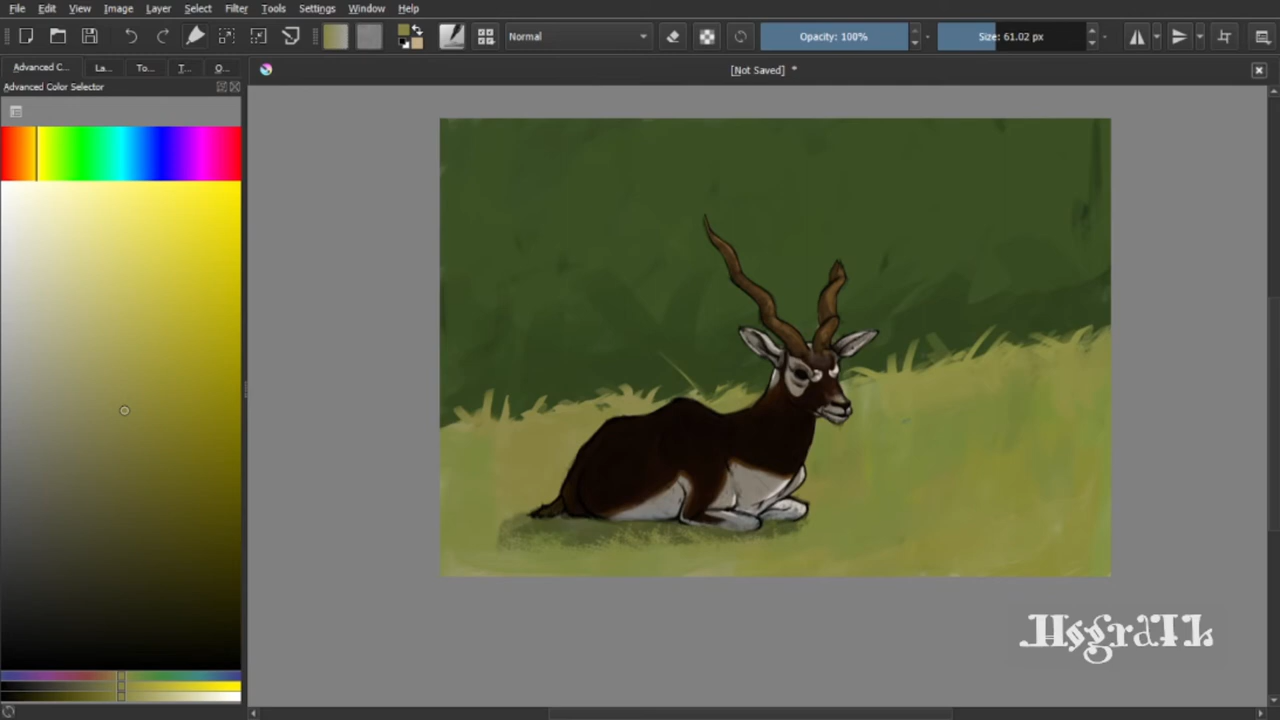 File Edit View Image Layer Select Filter Tools Settings Window Help
Normal Opacity: 100% Size: 61.02 px
Advanced C... La... To... T... O...
[Not Saved] *
Advanced Color Selector